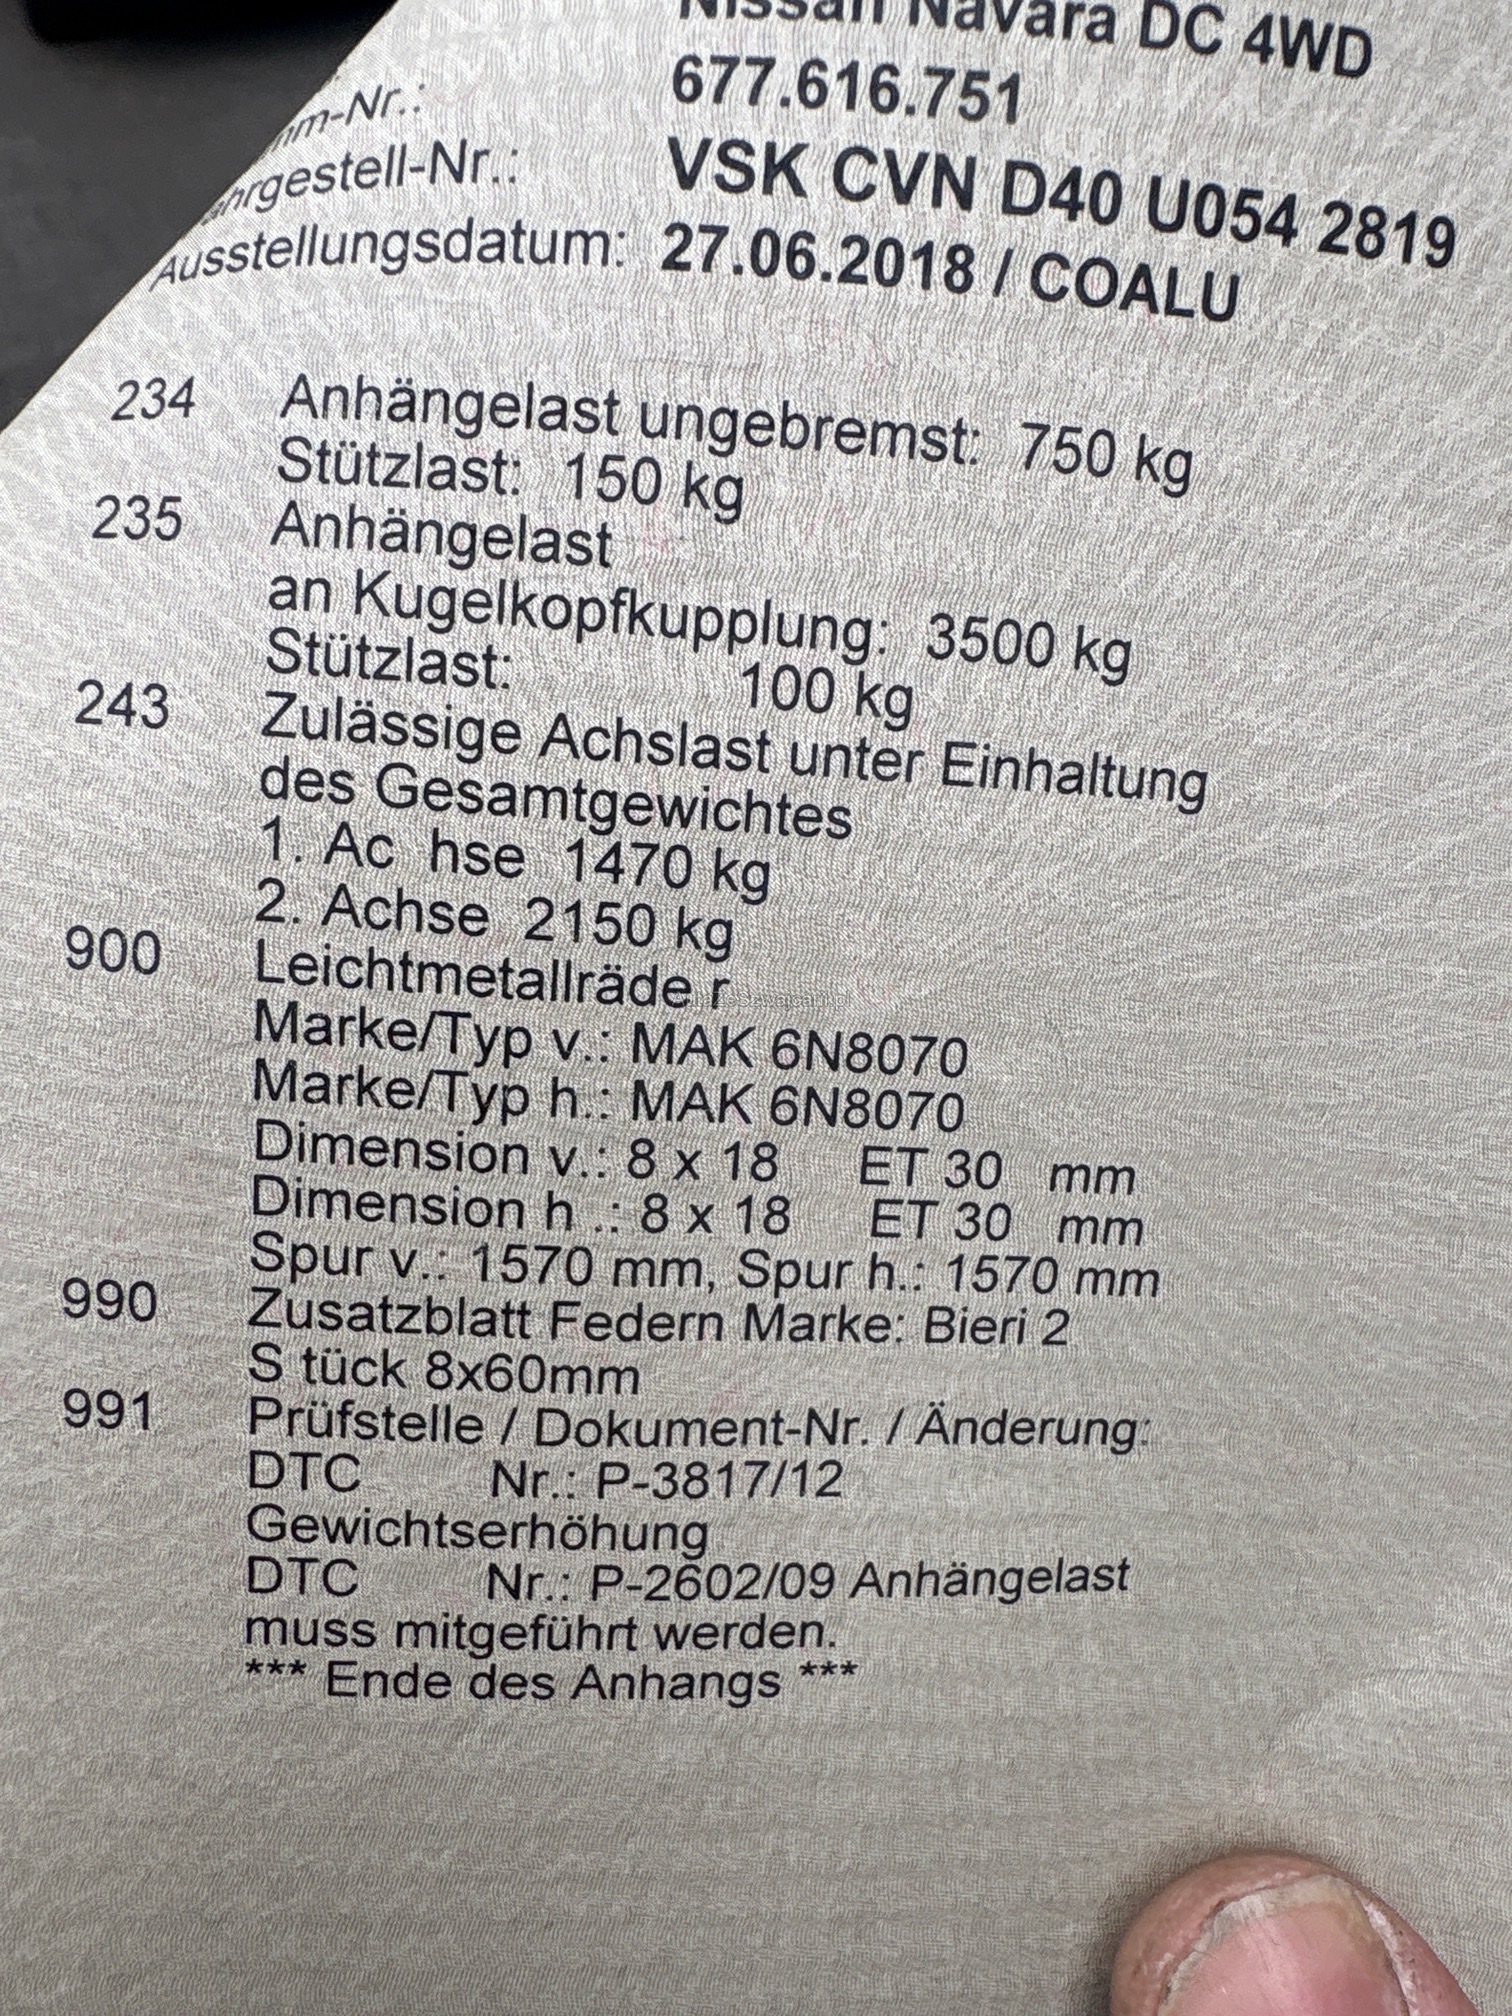 Nissan Navara DC 4WD
mm-Nr.: 677.616.751
ahrgestell-Nr.: VSK CVN D40 U054 2819
Ausstellungsdatum: 27.06.2018 / COALU
234 Anhängelast ungebremst: 750 kg
Stützlast: 150 kg
235 Anhängelast
an Kugelkopfkupplung: 3500 kg
Stützlast: 100 kg
243 Zulässige Achslast unter Einhaltung
des Gesamtgewichtes
1. Ac hse 1470 kg
2. Achse 2150 kg
900 Leichtmetallräde r
Marke/Typ v.: MAK 6N8070
Marke/Typ h.: MAK 6N8070
Dimension v.: 8 x 18 ET 30 mm
Dimension h .: 8 x 18 ET 30 mm
Spur v.: 1570 mm, Spur h.: 1570 mm
990 Zusatzblatt Federn Marke: Bieri 2
S tück 8x60mm
991 Prüfstelle / Dokument-Nr. / Änderung:
DTC Nr.: P-3817/12
Gewichtserhöhung
DTC Nr.: P-2602/09 Anhängelast
muss mitgeführt werden.
*** Ende des Anhangs ***